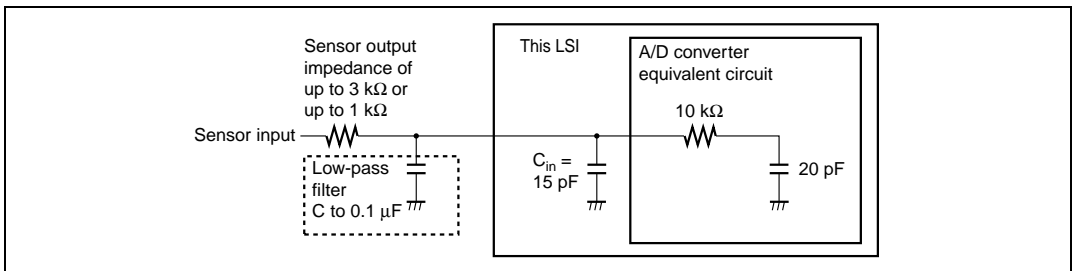 Sensor output
impedance of
up to 3 kΩ or
up to 1 kΩ
Sensor input
Low-pass
filter
C to 0.1 μF
This LSI
C_in =
15 pF
A/D converter
equivalent circuit
10 kΩ
20 pF